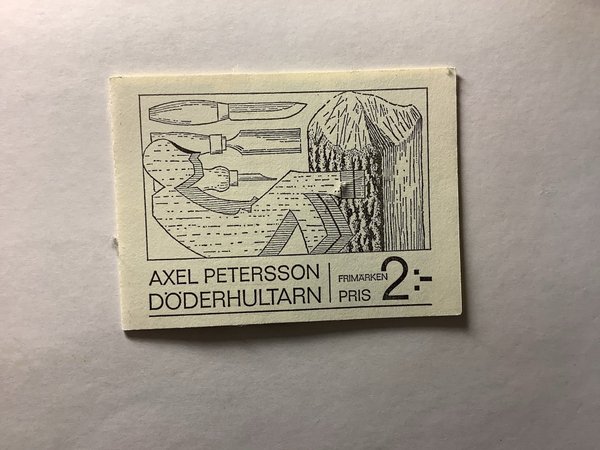 AXEL PETERSSON
DÖDERHULTARN
FRIMÄRKEN
PRIS 2:-